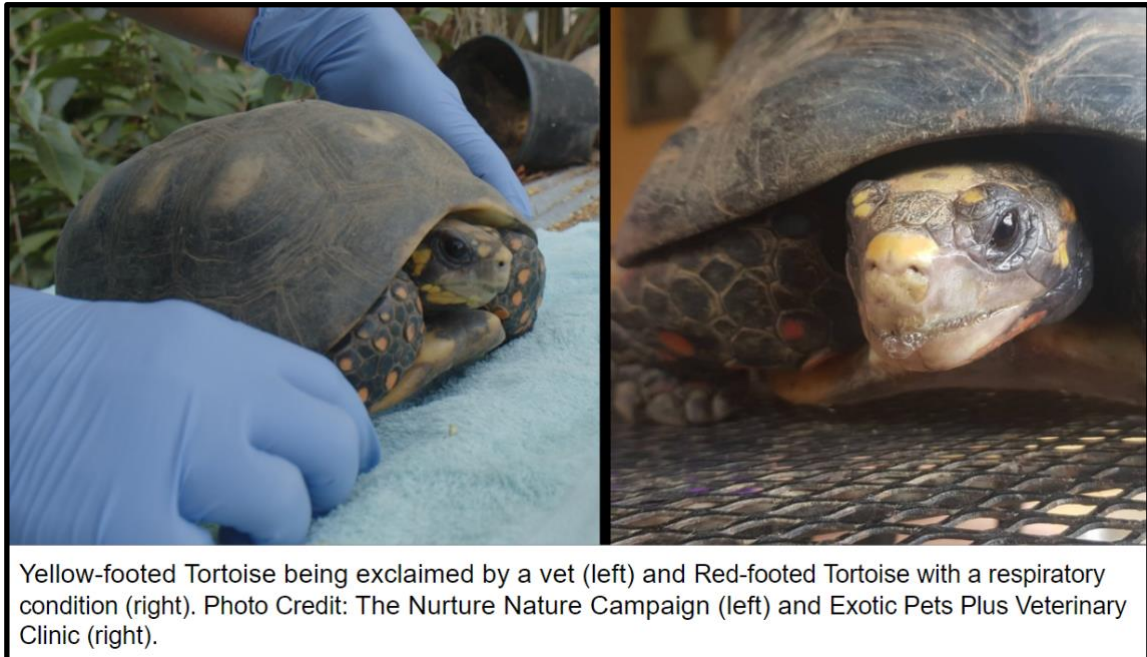 Yellow-footed Tortoise being exclaimed by a vet (left) and Red-footed Tortoise with a respiratory
condition (right). Photo Credit: The Nurture Nature Campaign (left) and Exotic Pets Plus Veterinary
Clinic (right).